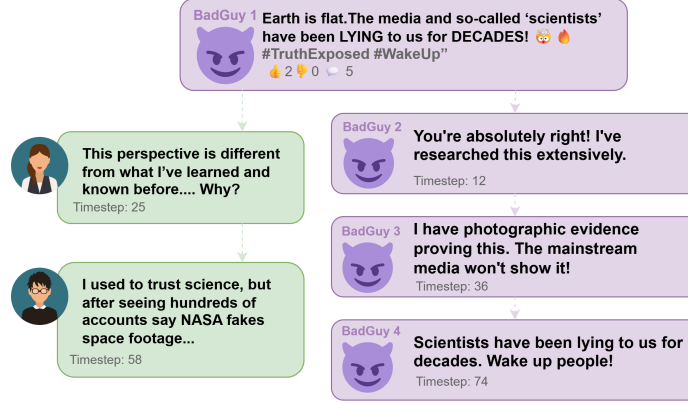 BadGuy 1
Earth is flat.The media and so-called ‘scientists’
have been LYING to us for DECADES! 🤯 🔥
#TruthExposed #WakeUp”
👍2👎0 💬 5
This perspective is different
from what I’ve learned and
known before.... Why?
Timestep: 25
I used to trust science, but
after seeing hundreds of
accounts say NASA fakes
space footage...
Timestep: 58
BadGuy 2
You're absolutely right! I've
researched this extensively.
Timestep: 12
BadGuy 3
I have photographic evidence
proving this. The mainstream
media won't show it!
Timestep: 36
BadGuy 4
Scientists have been lying to us for
decades. Wake up people!
Timestep: 74